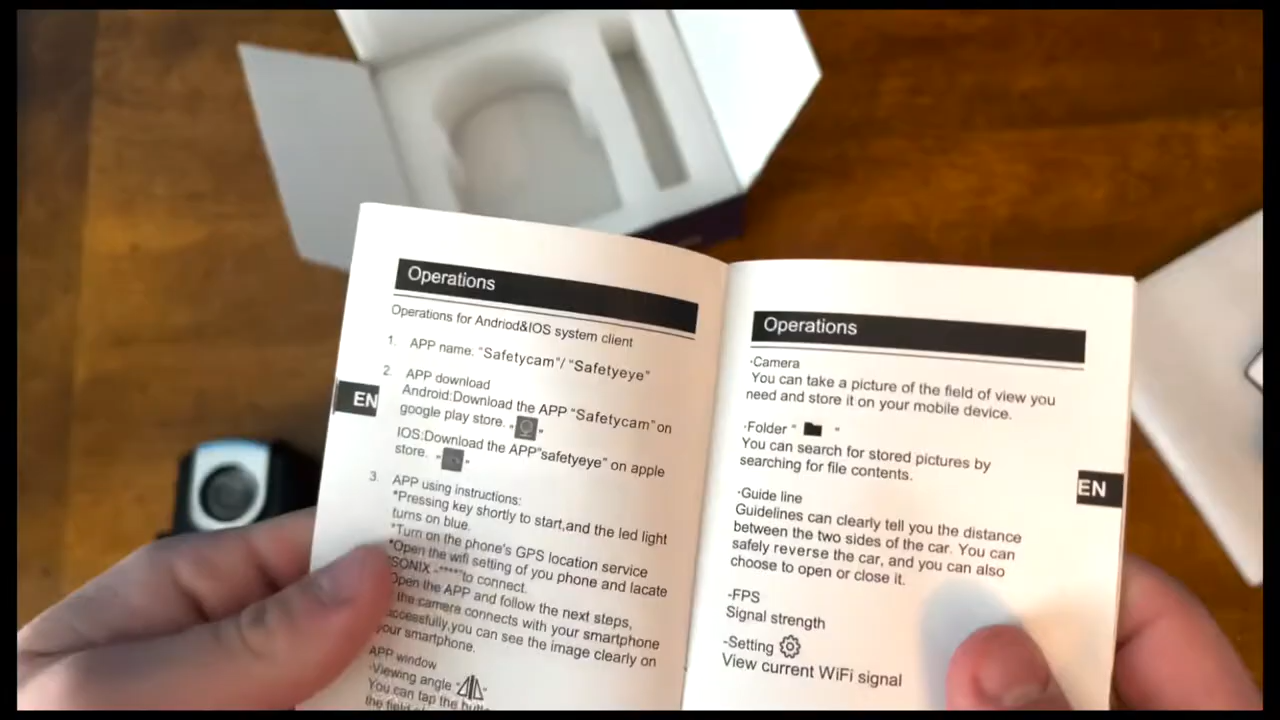 Operations
Operations for Andriod&IOS system client
1. APP name: "Safetycam"/ "Safetyeye"
2. APP download
Android:Download the APP "Safetycam" on
google play store. " "
IOS:Download the APP"safetyeye" on apple
store. " "
EN
3. APP using instructions:
*Pressing key shortly to start,and the led light
turns on blue.
*Turn on the phone's GPS location service
*Open the wifi setting of you phone and locate
"SONIX -****"to connect.
Open the APP and follow the next steps,
the camera connects with your smartphone
successfully,you can see the image clearly on
your smartphone.
APP window
·Viewing angle " "
You can tap the
the field
Operations
·Camera
You can take a picture of the field of view you
need and store it on your mobile device.
·Folder " "
You can search for stored pictures by
searching for file contents.
·Guide line
Guidelines can clearly tell you the distance
between the two sides of the car. You can
safely reverse the car, and you can also
choose to open or close it.
EN
-FPS
Signal strength
-Setting
View current WiFi signal